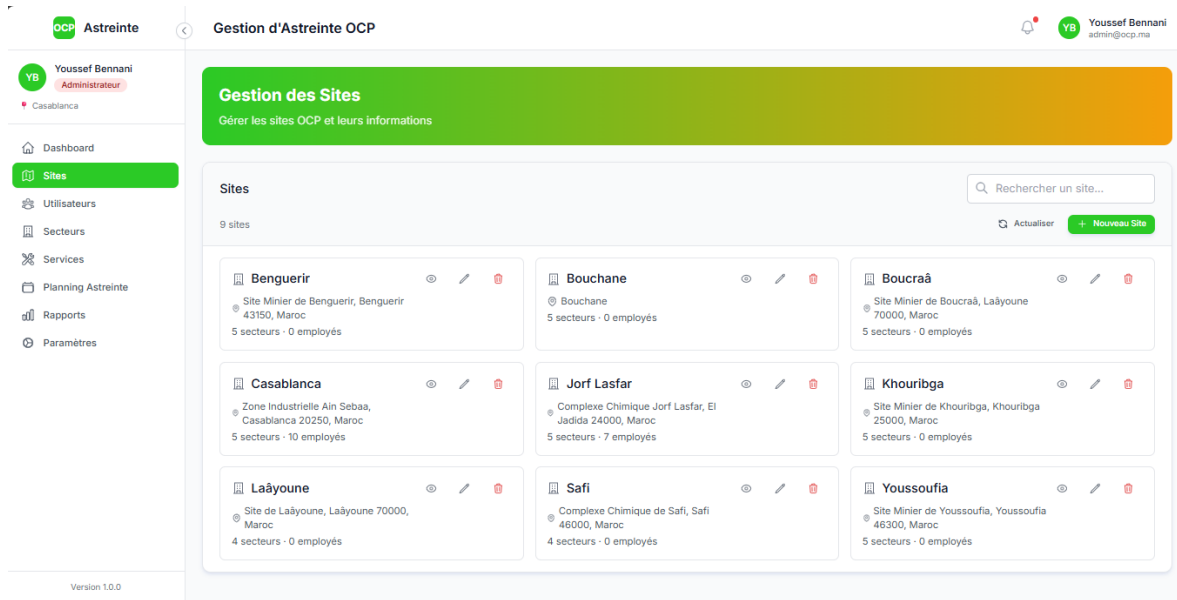 OCP Astreinte
Gestion d'Astreinte OCP
YB Youssef Bennani
admin@ocp.ma
YB Youssef Bennani
Administrateur
Casablanca
Dashboard
Sites
Utilisateurs
Secteurs
Services
Planning Astreinte
Rapports
Paramètres
Version 1.0.0
Gestion des Sites
Gérer les sites OCP et leurs informations
Sites
Rechercher un site...
9 sites
Actualiser
+ Nouveau Site
Benguerir
Site Minier de Benguerir, Benguerir
43150, Maroc
5 secteurs · 0 employés
Bouchane
Bouchane
5 secteurs · 0 employés
Boucraâ
Site Minier de Boucraâ, Laâyoune
70000, Maroc
5 secteurs · 0 employés
Casablanca
Zone Industrielle Ain Sebaa,
Casablanca 20250, Maroc
5 secteurs · 10 employés
Jorf Lasfar
Complexe Chimique Jorf Lasfar, El
Jadida 24000, Maroc
5 secteurs · 7 employés
Khouribga
Site Minier de Khouribga, Khouribga
25000, Maroc
5 secteurs · 0 employés
Laâyoune
Site de Laâyoune, Laâyoune 70000,
Maroc
4 secteurs · 0 employés
Safi
Complexe Chimique de Safi, Safi
46000, Maroc
4 secteurs · 0 employés
Youssoufia
Site Minier de Youssoufia, Youssoufia
46300, Maroc
5 secteurs · 0 employés